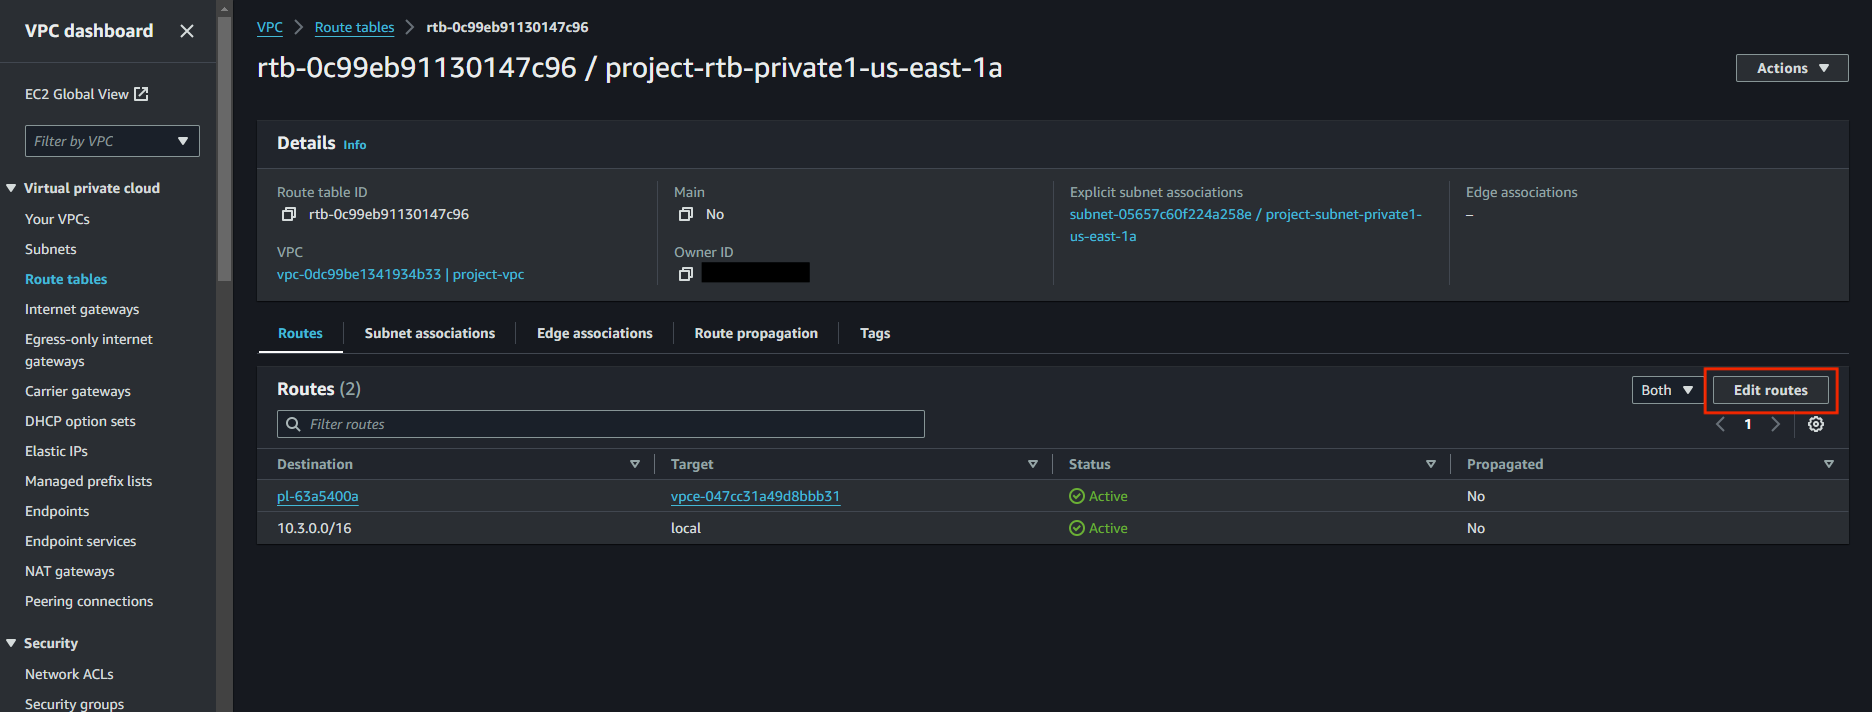 VPC dashboard
EC2 Global View
Filter by VPC
Virtual private cloud
Your VPCs
Subnets
Route tables
Internet gateways
Egress-only internet
gateways
Carrier gateways
DHCP option sets
Elastic IPs
Managed prefix lists
Endpoints
Endpoint services
NAT gateways
Peering connections
Security
Network ACLs
Security groups
VPC > Route tables > rtb-0c99eb91130147c96
rtb-0c99eb91130147c96 / project-rtb-private1-us-east-1a
Actions
Details Info
Route table ID
rtb-0c99eb91130147c96
VPC
vpc-0dc99be1341934b33 | project-vpc
Main
No
Owner ID
Explicit subnet associations
subnet-05657c60f224a258e / project-subnet-private1-
us-east-1a
Edge associations
–
Routes Subnet associations Edge associations Route propagation Tags
Routes (2)
Both Edit routes
Filter routes
1
Destination Target Status Propagated
pl-63a5400a vpce-047cc31a49d8bbb31 Active No
10.3.0.0/16 local Active No